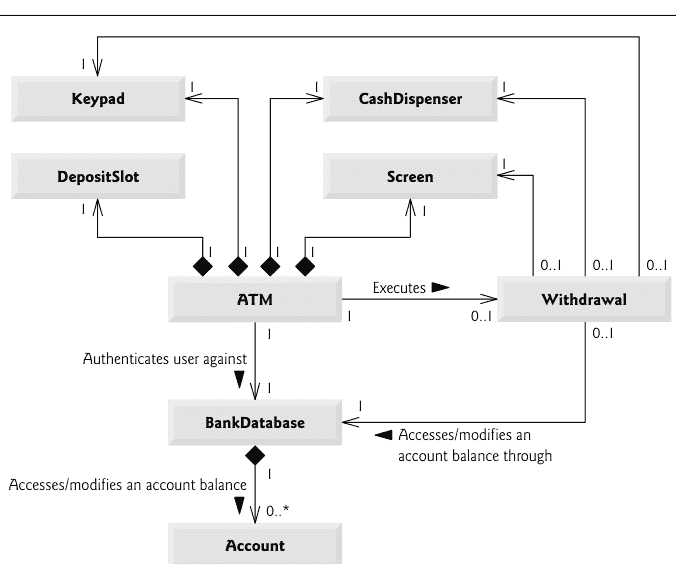 1
Keypad
1
1
CashDispenser
1
DepositSlot
Screen
1
1
1
1
1
1
1
0..1
0..1
0..1
ATM
Executes
Withdrawal
1
0..1
1
0..1
Authenticates user against
1
1
BankDatabase
Accesses/modifies an
account balance through
1
Accesses/modifies an account balance
0..*
Account